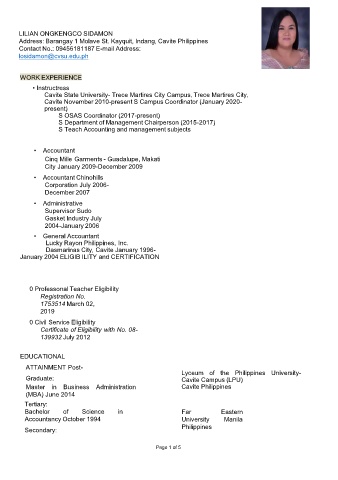 LILIAN ONGKENGCO SIDAMON
Address: Barangay 1 Molave St. Kayquit, Indang, Cavite Philippines
Contact No.: 09456181187 E-mail Address;
losidamon@cvsu.edu.ph
WORK EXPERIENCE
• Instructress
Cavite State University- Trece Martires City Campus, Trece Martires City,
Cavite November 2010-present S Campus Coordinator (January 2020-
present)
S OSAS Coordinator (2017-present)
S Department of Management Chairperson (2015-2017)
S Teach Accounting and management subjects
• Accountant
Cinq Mille Garments - Guadalupe, Makati
City January 2009-December 2009
• Accountant Chinohills
Corporation July 2006-
December 2007
• Administrative
Supervisor Sudo
Gasket Industry July
2004-January 2006
• General Accountant
Lucky Rayon Philippines, Inc.
Dasmarinas City, Cavite January 1996-
January 2004 ELIGIB ILITY and CERTIFICATION
0 Professional Teacher Eligibility
Registration No.
1753514 March 02,
2019
0 Civil Service Eligibility
Certificate of Eligibility with No. 08-
139932 July 2012
EDUCATIONAL
ATTAINMENT Post-
Graduate:
Master in Business Administration
(MBA) June 2014
Lyceum of the Philippines University-
Cavite Campus (LPU)
Cavite Philippines
Tertiary:
Bachelor of Science in
Accountancy October 1994
Far Eastern
University Manila
Philippines
Secondary:
Page 1 of 5